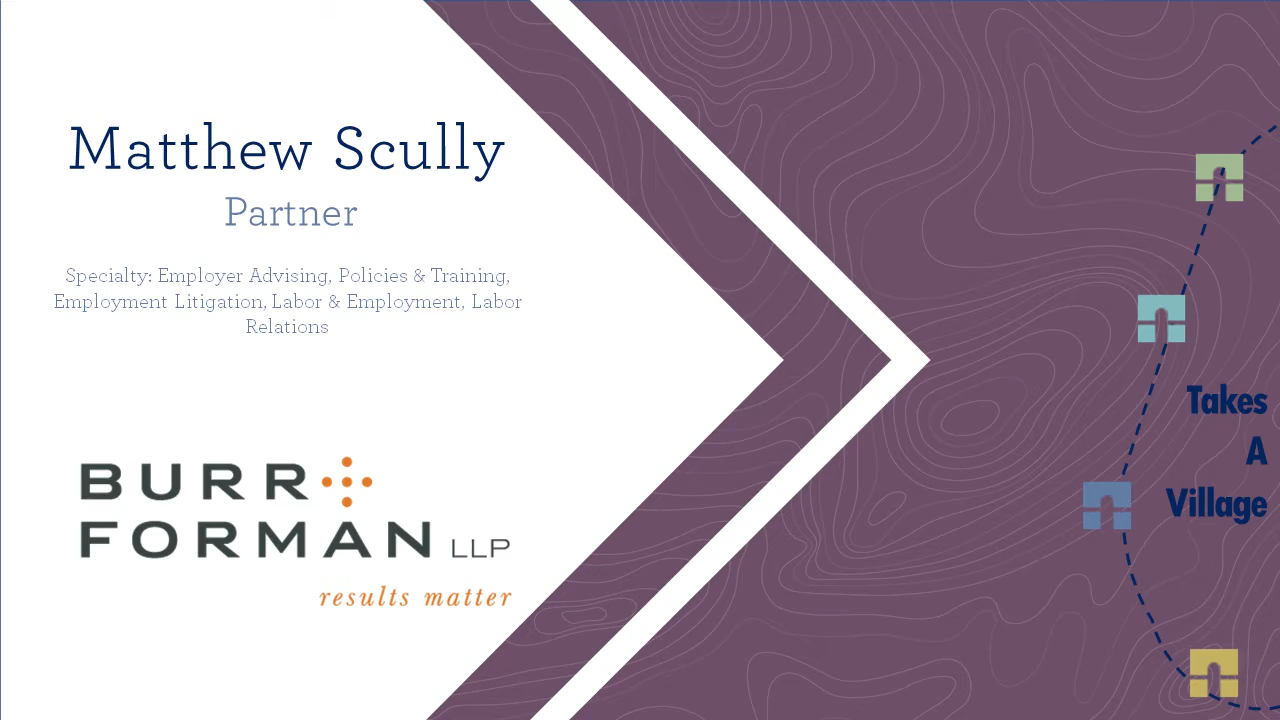 Matthew Scully
Partner
Specialty: Employer Advising, Policies & Training,
Employment Litigation, Labor & Employment, Labor
Relations
BURR
FORMAN LLP
results matter
Takes
A
Village